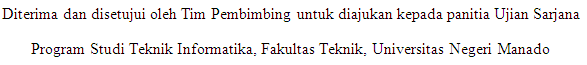 Diterima dan disetujui oleh Tim Pembimbing untuk diajukan kepada panitia Ujian Sarjana
Program Studi Teknik Informatika, Fakultas Teknik, Universitas Negeri Manado